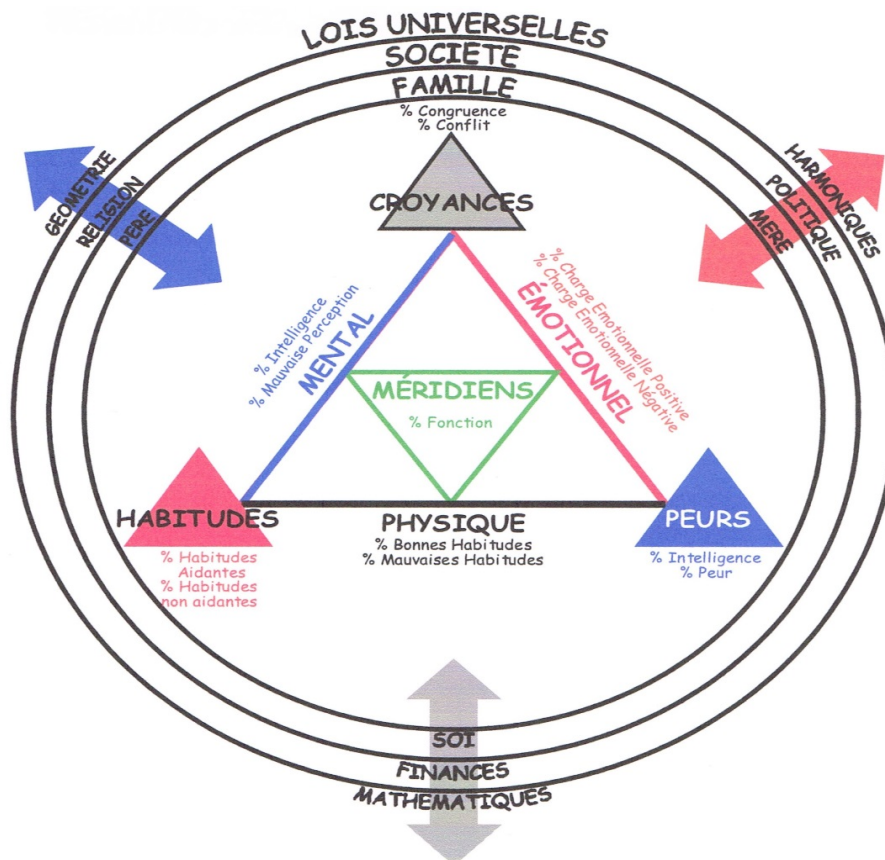 LOIS UNIVERSELLES
SOCIÉTE
FAMILLE
% Congruence
% Conflit
CROYANCES
GEOMETRIE
RELIGION
PERE
HARMONIQUES
POLITIQUE
MERE
% Intelligence
% Mauvaise Perception
MENTAL
% Charge Emotionnelle Positive
% Charge Emotionnelle Négative
ÉMOTIONNEL
MÉRIDIENS
% Fonction
HABITUDES
% Habitudes
Aidantes
% Habitudes
non aidantes
PHYSIQUE
% Bonnes Habitudes
% Mauvaises Habitudes
PEURS
% Intelligence
% Peur
SOI
FINANCES
MATHEMATIQUES